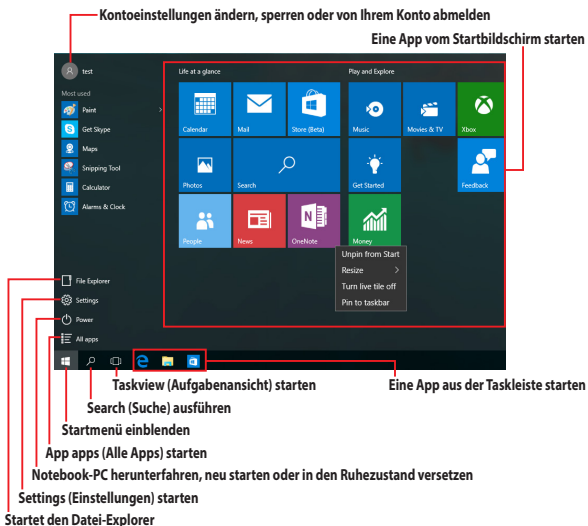 Kontoeinstellungen ändern, sperren oder von Ihrem Konto abmelden
Eine App vom Startbildschirm starten
test
Life at a glance
Play and Explore
Most used
Paint
Get Skype
Maps
Snipping Tool
Calculator
Alarms & Clock
Calendar
Mail
Store (Beta)
Music
Movies & TV
Xbox
Photos
Search
Get Started
Feedback
People
News
OneNote
Money
Unpin from Start
Resize
Turn live tile off
Pin to taskbar
File Explorer
Settings
Power
All apps
Taskview (Aufgabenansicht) starten
Eine App aus der Taskleiste starten
Search (Suche) ausführen
Startmenü einblenden
App apps (Alle Apps) starten
Notebook-PC herunterfahren, neu starten oder in den Ruhezustand versetzen
Settings (Einstellungen) starten
Startet den Datei-Explorer